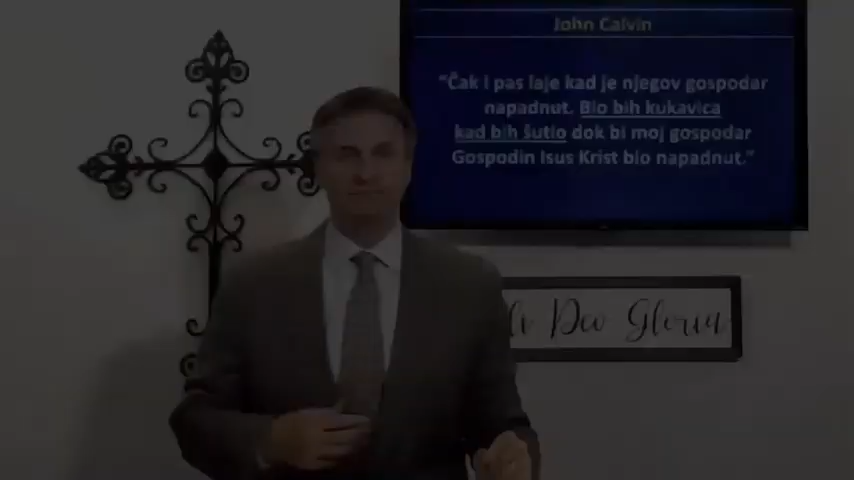 John Calvin
"Čak i pas laje kad je njegov gospodar
napadnut. Bio bih kukavica
kad bih šutio dok bi moj gospodar
Gospodin Isus Krist bio napadnut."
Deo Gloria